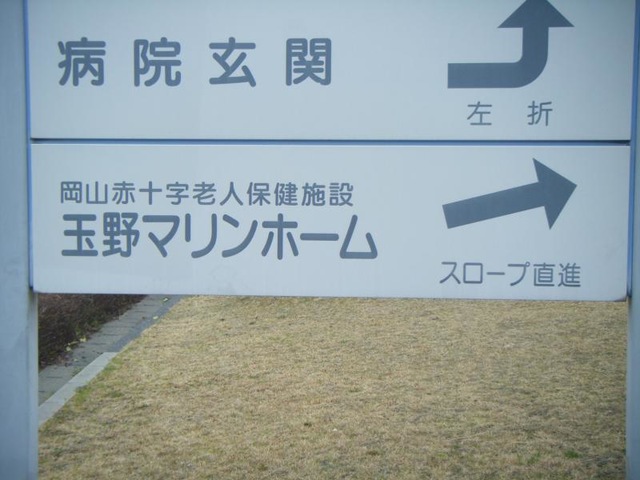 病院玄関
左折
岡山赤十字老人保健施設
玉野マリンホーム
スロープ直進